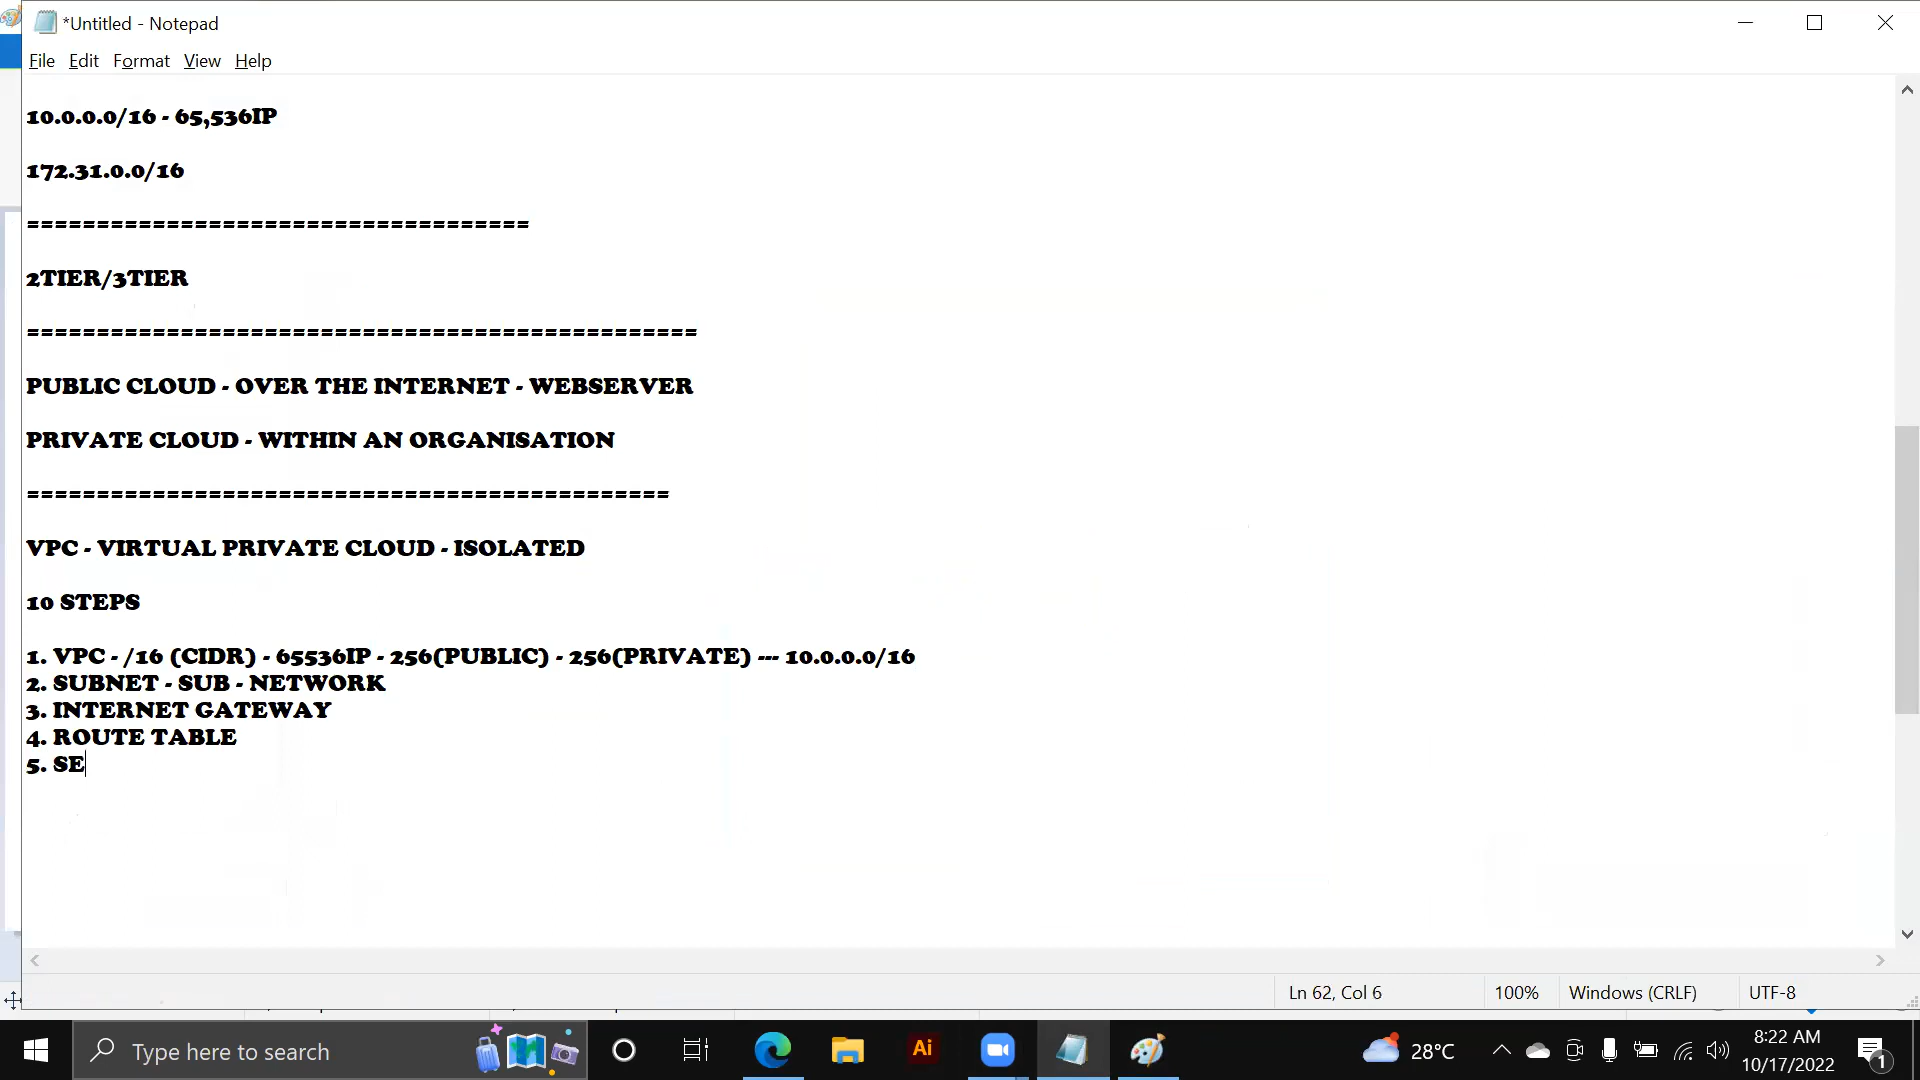 *Untitled - Notepad
File Edit Format View Help
10.0.0.0/16 - 65,536IP
172.31.0.0/16
====================================
2TIER/3TIER
================================================
PUBLIC CLOUD - OVER THE INTERNET - WEBSERVER
PRIVATE CLOUD - WITHIN AN ORGANISATION
==============================================
VPC - VIRTUAL PRIVATE CLOUD - ISOLATED
10 STEPS
1. VPC - /16 (CIDR) - 65536IP - 256(PUBLIC) - 256(PRIVATE) --- 10.0.0.0/16
2. SUBNET - SUB - NETWORK
3. INTERNET GATEWAY
4. ROUTE TABLE
5. SE
Ln 62, Col 6 100% Windows (CRLF) UTF-8
Type here to search
Ai
28°C
8:22 AM
10/17/2022
1